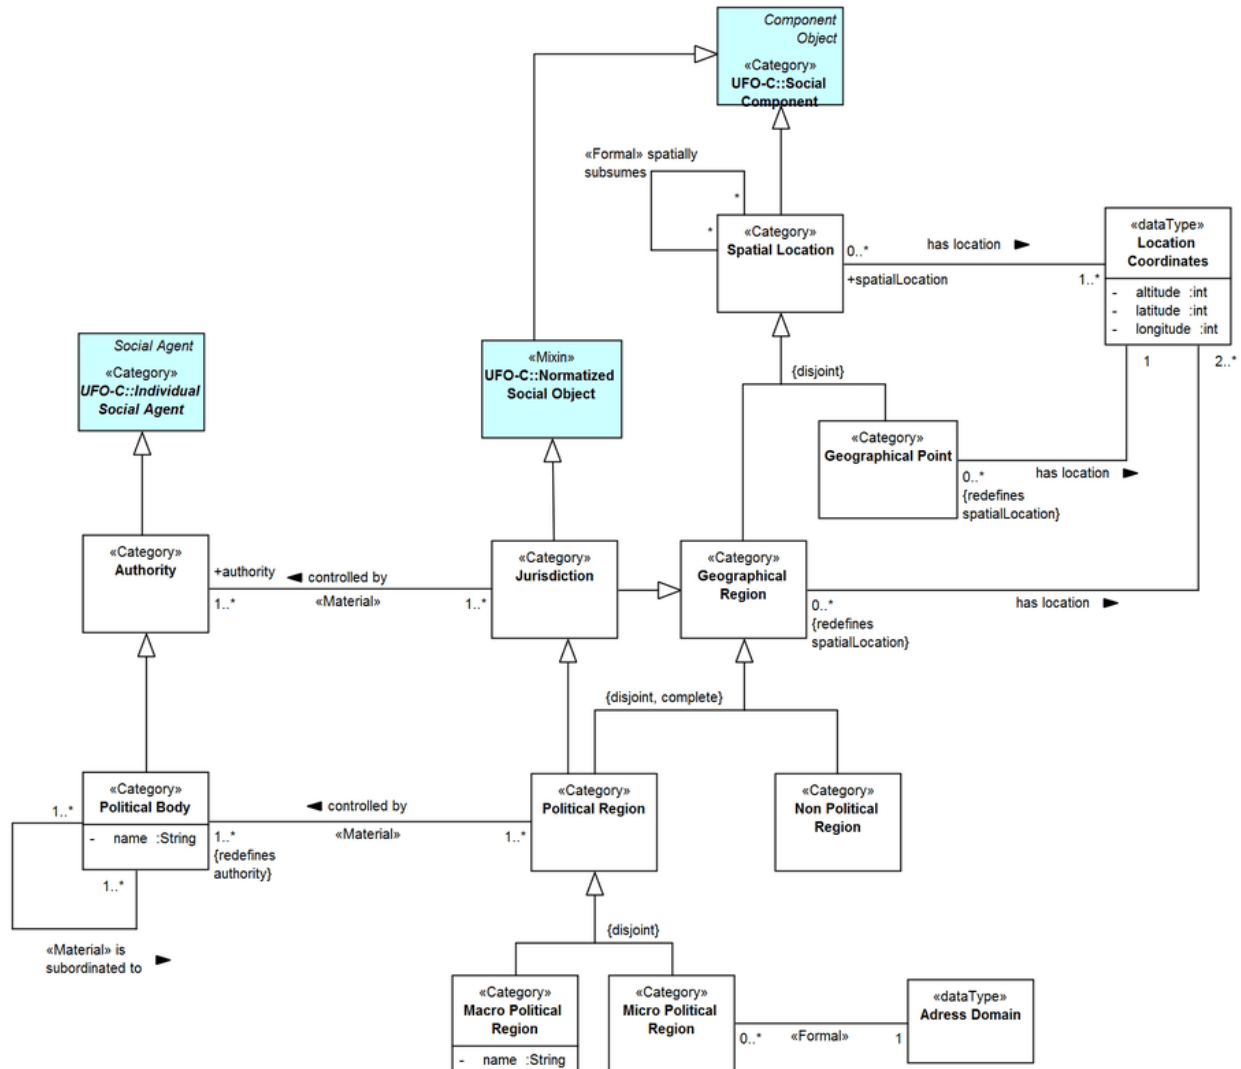 Component
Object
«Category»
UFO-C::Social
Component
«Formal» spatially
subsumes
*
*
«Category»
Spatial Location
0..*
has location
+spatialLocation
1..*
«dataType»
Location
Coordinates
- altitude :int
- latitude :int
- longitude :int
1
2..*
Social Agent
«Category»
UFO-C::Individual
Social Agent
«Mixin»
UFO-C::Normatized
Social Object
{disjoint}
«Category»
Geographical Point
0..*
has location
{redefines
spatialLocation}
«Category»
Authority
+authority
controlled by
1..*
«Material»
1..*
«Category»
Jurisdiction
«Category»
Geographical
Region
0..*
has location
{redefines
spatialLocation}
{disjoint, complete}
«Category»
Political Body
- name :String
1..*
1..*
«Material» is
subordinated to
controlled by
1..*
«Material»
1..*
{redefines
authority}
«Category»
Political Region
«Category»
Non Political
Region
{disjoint}
«Category»
Macro Political
Region
- name :String
«Category»
Micro Political
Region
0..*
«Formal»
1
«dataType»
Adress Domain